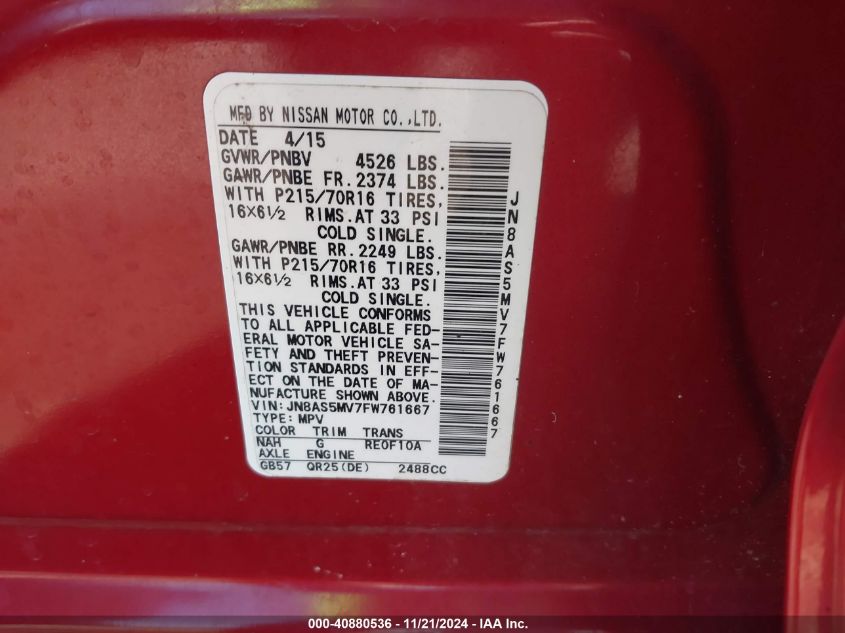 MFD BY NISSAN MOTOR CO.,LTD.
DATE 4/15
GVWR/PNBV 4526 LBS.
GAWR/PNBE FR. 2374 LBS.
WITH P215/70R16 TIRES,
16X6½ RIMS.AT 33 PSI
COLD SINGLE.
GAWR/PNBE RR. 2249 LBS.
WITH P215/70R16 TIRES,
16X6½ RIMS.AT 33 PSI
COLD SINGLE.
THIS VEHICLE CONFORMS
TO ALL APPLICABLE FED-
ERAL MOTOR VEHICLE SA-
FETY AND THEFT PREVEN-
TION STANDARDS IN EFF-
ECT ON THE DATE OF MA-
NUFACTURE SHOWN ABOVE.
VIN: JN8AS5MV7FW761667
TYPE: MPV
COLOR TRIM TRANS
NAH G RE0F10A
AXLE ENGINE
GB57 QR25(DE) 2488CC
JN8AS5MV7FW761667
000-40880536 - 11/21/2024 - IAA Inc.